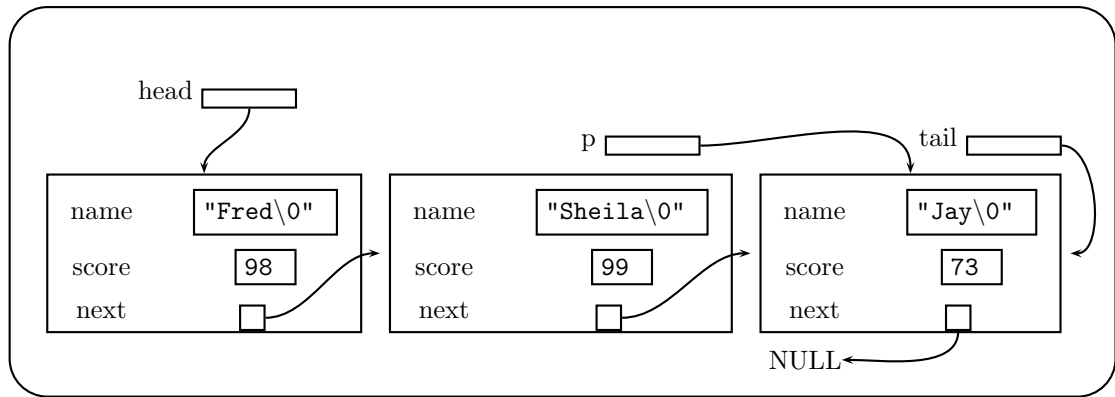 head
p
tail
name "Fred\0"
name "Sheila\0"
name "Jay\0"
score 98
score 99
score 73
next
next
next
NULL